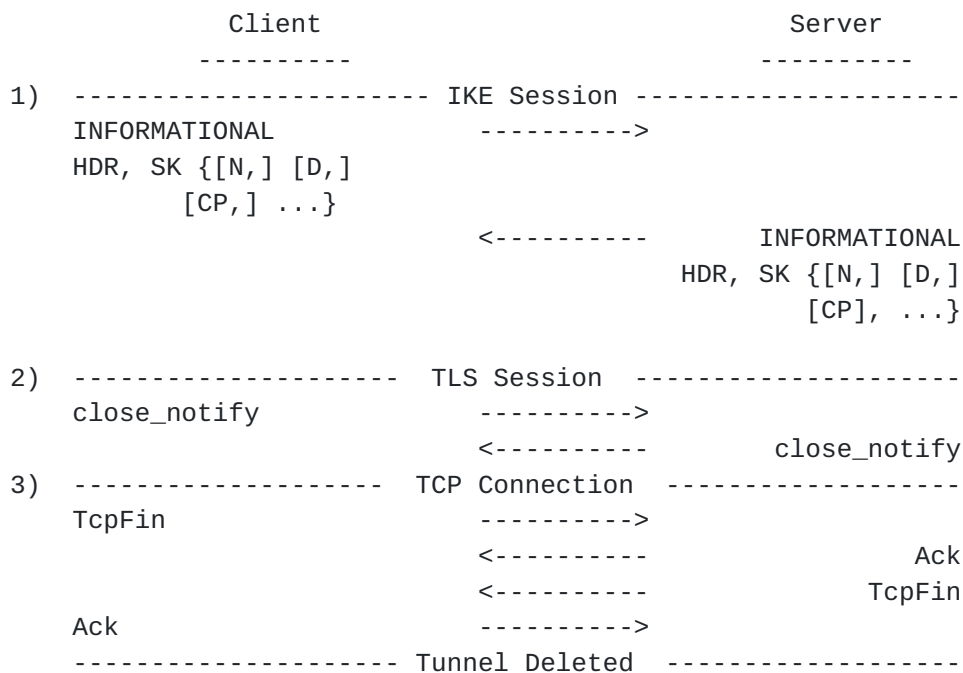 Client                              Server
            ----------                          ----------
1)  ----------------------- IKE Session ---------------------
    INFORMATIONAL             ---------->
    HDR, SK {[N,] [D,]
           [CP,] ...}
                              <----------       INFORMATIONAL
                                           HDR, SK {[N,] [D,]
                                                   [CP], ...}

2)  ---------------------  TLS Session  ---------------------
    close_notify              ---------->
                              <----------        close_notify
3)  --------------------  TCP Connection  -------------------
    TcpFin                    ---------->
                              <----------                 Ack
                              <----------              TcpFin
    Ack                       ---------->
    --------------------- Tunnel Deleted  -------------------